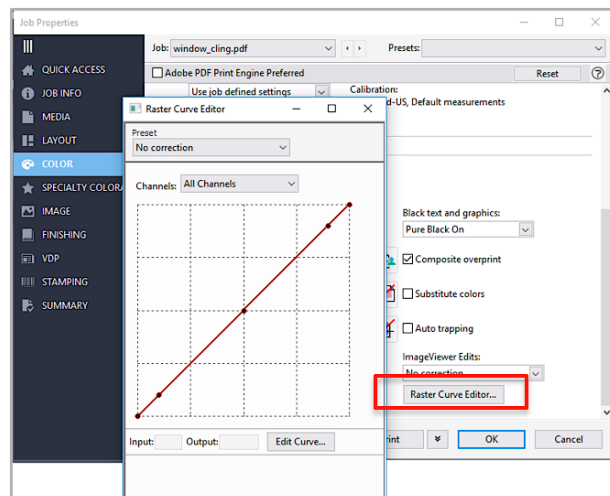 Job Properties
Job: window_cling.pdf
Presets:
QUICK ACCESS
JOB INFO
MEDIA
LAYOUT
COLOR
SPECIALTY COLORA
IMAGE
FINISHING
VDP
STAMPING
SUMMARY
Adobe PDF Print Engine Preferred
Reset
?
Use job defined settings
Calibration:
d-US, Default measurements
Raster Curve Editor
Preset
No correction
Channels: All Channels
Input:
Output:
Edit Curve...
Black text and graphics:
Pure Black On
Composite overprint
Substitute colors
Auto trapping
ImageViewer Edits:
No correction
Raster Curve Editor...
int
OK
Cancel